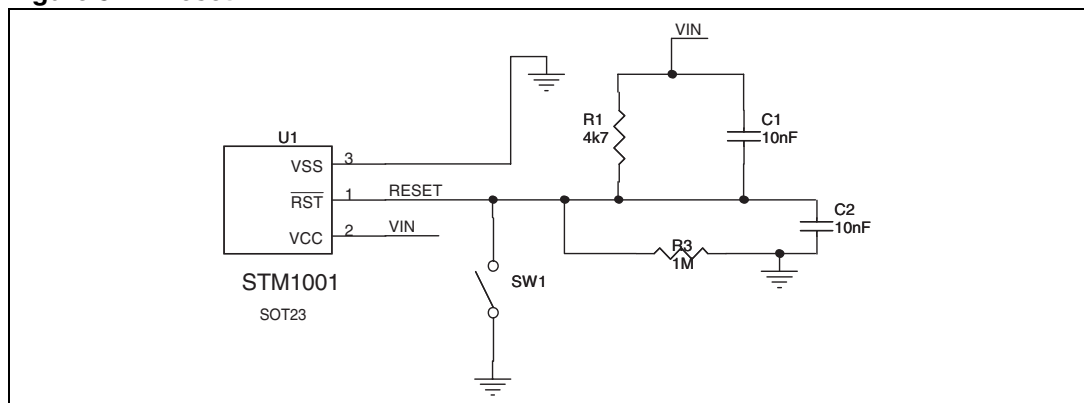 VIN
R1
4k7
C1
10nF
U1
VSS
3
RST
1
RESET
VCC
2
VIN
C2
10nF
R3
1M
STM1001
SOT23
SW1